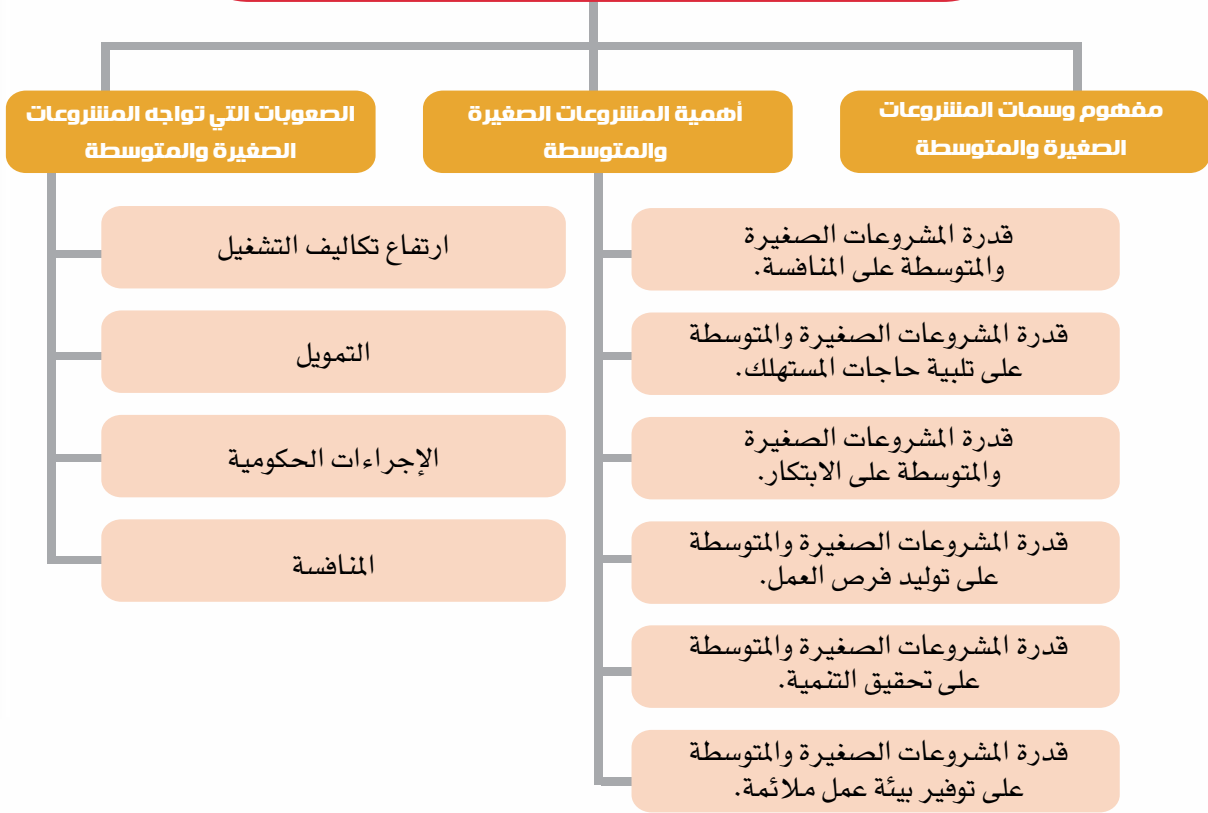 مفهوم وسمات المشروعات
الصغيرة والمتوسطة
أهمية المشروعات الصغيرة
والمتوسطة
قدرة المشروعات الصغيرة
والمتوسطة على المنافسة.
قدرة المشروعات الصغيرة والمتوسطة
على تلبية حاجات المستهلك.
قدرة المشروعات الصغيرة
والمتوسطة على الابتكار.
قدرة المشروعات الصغيرة والمتوسطة
على توليد فرص العمل.
قدرة المشروعات الصغيرة والمتوسطة
على تحقيق التنمية.
قدرة المشروعات الصغيرة والمتوسطة
على توفير بيئة عمل ملائمة.
الصعوبات التي تواجه المشروعات
الصغيرة والمتوسطة
ارتفاع تكاليف التشغيل
التمويل
الإجراءات الحكومية
المنافسة